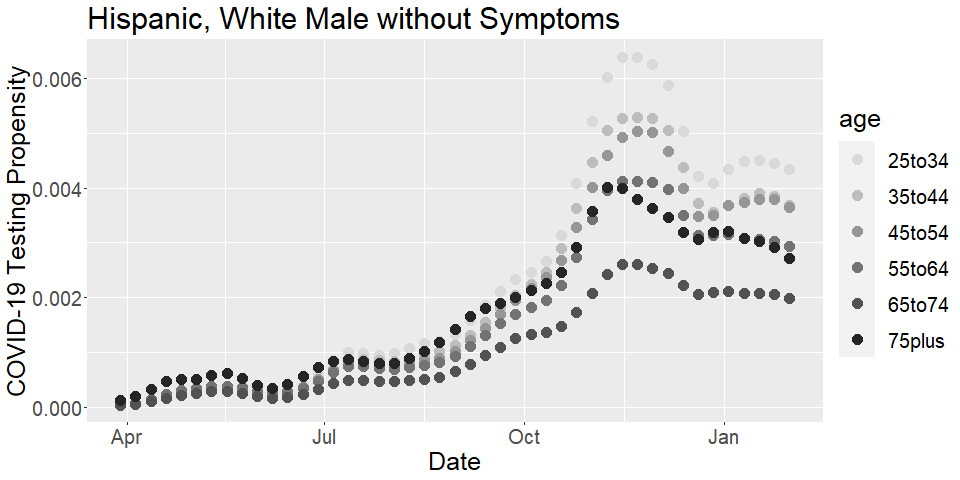 Hispanic, White Male without Symptoms
COVID-19 Testing Propensity
0.006
0.004
0.002
0.000
Apr Jul Oct Jan
Date
age
25to34
35to44
45to54
55to64
65to74
75plus